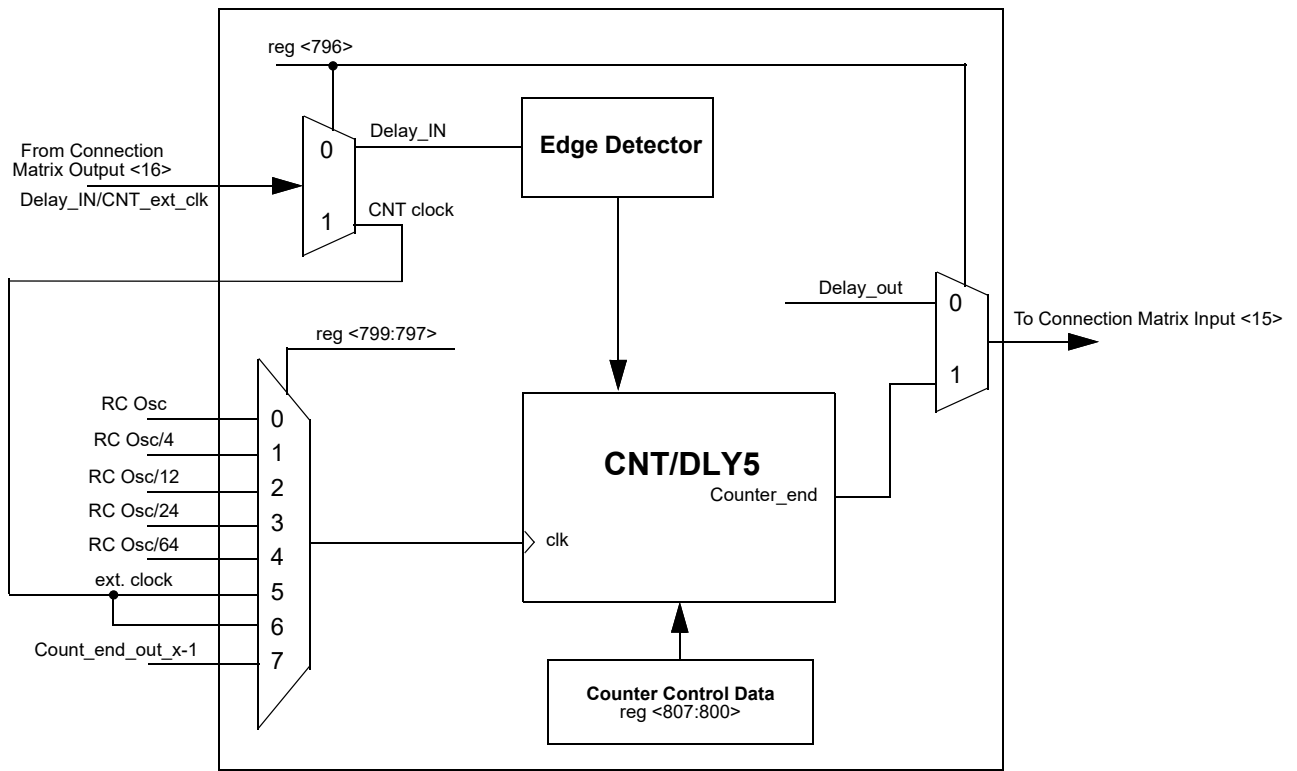 reg <796>
From Connection
Matrix Output <16>
Delay_IN/CNT_ext_clk
0
1
Delay_IN
CNT clock
Edge Detector
Delay_out
0
1
To Connection Matrix Input <15>
reg <799:797>
RC Osc
RC Osc/4
RC Osc/12
RC Osc/24
RC Osc/64
ext. clock
Count_end_out_x-1
0
1
2
3
4
5
6
7
CNT/DLY5
Counter_end
clk
Counter Control Data
reg <807:800>